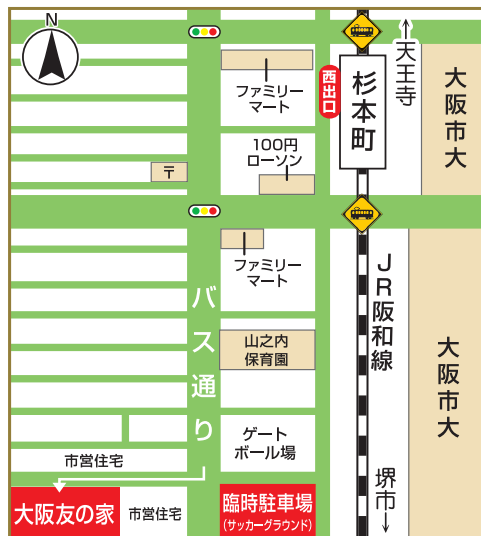 N
↑
天王寺
ファミリー
マート
西出口
杉本町
大阪市大
100円
ローソン
〒
ファミリー
マート
JR阪和線
バス通り
山之内
保育園
大阪市大
ゲート
ボール場
市営住宅
堺市
↓
大阪友の家
市営住宅
臨時駐車場
(サッカーグラウンド)